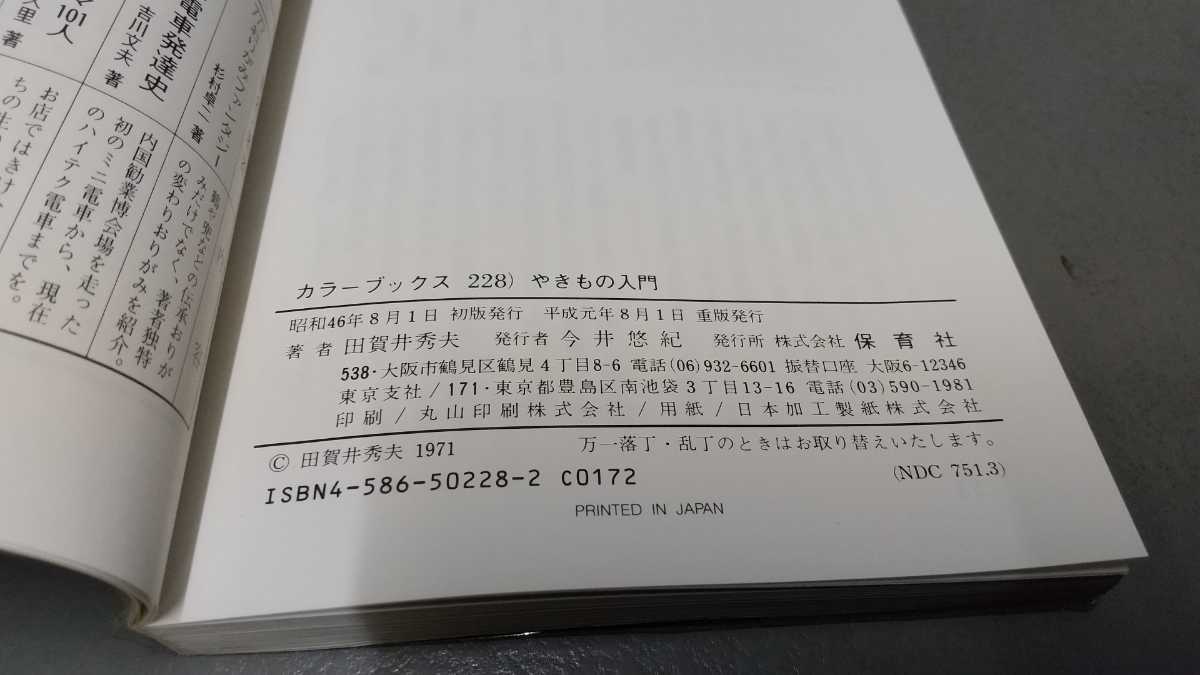 カラーブックス 228） やきもの入門
昭和46年8月1日 初版発行 平成元年8月1日 重版発行
著者 田賀井秀夫 発行者 今井悠紀 発行所 株式会社 保育社
538・大阪市鶴見区鶴見4丁目8-6 電話(06)932-6601 振替口座 大阪6-12346
東京支社/171・東京都豊島区南池袋3丁目13-16 電話(03)590-1981
印刷/丸山印刷株式会社/用紙/日本加工製紙株式会社
© 田賀井秀夫 1971 万一落丁・乱丁のときはお取り替えいたします。
ISBN4-586-50228-2 C0172 (NDC 751.3)
PRINTED IN JAPAN
杉村卓二 著
の伝承おりが
みだけでなく、著者独特
の変わりおりがみを紹介。
電車発達史
吉川文夫 著
内国勧業博会場を走った
初のミニ電車から、現在
のハイテク電車までを。
101人
久里 著
お店ではきけ
ちの生